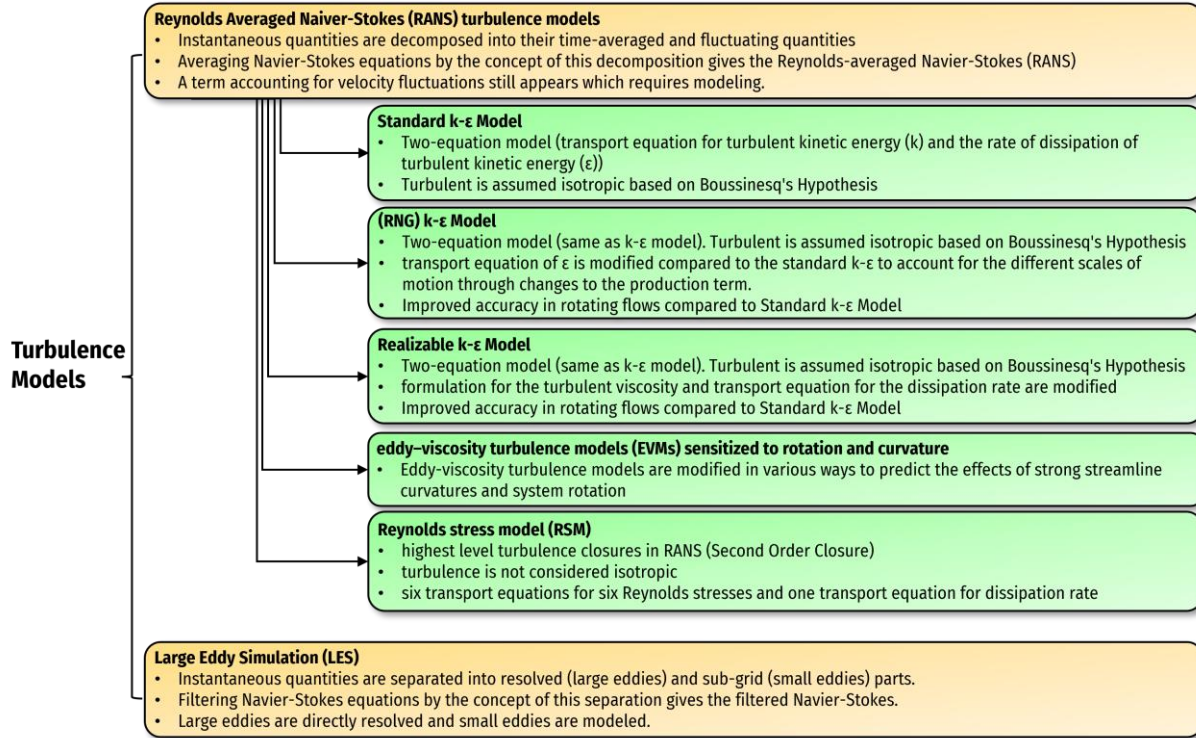 Reynolds Averaged Naiver-Stokes (RANS) turbulence models
• Instantaneous quantities are decomposed into their time-averaged and fluctuating quantities
• Averaging Navier-Stokes equations by the concept of this decomposition gives the Reynolds-averaged Navier-Stokes (RANS)
• A term accounting for velocity fluctuations still appears which requires modeling.
Standard k-ε Model
• Two-equation model (transport equation for turbulent kinetic energy (k) and the rate of dissipation of
turbulent kinetic energy (ε))
• Turbulent is assumed isotropic based on Boussinesq's Hypothesis
(RNG) k-ε Model
• Two-equation model (same as k-ε model). Turbulent is assumed isotropic based on Boussinesq's Hypothesis
• transport equation of ε is modified compared to the standard k-ε to account for the different scales of
motion through changes to the production term.
• Improved accuracy in rotating flows compared to Standard k-ε Model
Turbulence
Models
Realizable k-ε Model
• Two-equation model (same as k-ε model). Turbulent is assumed isotropic based on Boussinesq's Hypothesis
• formulation for the turbulent viscosity and transport equation for the dissipation rate are modified
• Improved accuracy in rotating flows compared to Standard k-ε Model
eddy–viscosity turbulence models (EVMs) sensitized to rotation and curvature
• Eddy-viscosity turbulence models are modified in various ways to predict the effects of strong streamline
curvatures and system rotation
Reynolds stress model (RSM)
• highest level turbulence closures in RANS (Second Order Closure)
• turbulence is not considered isotropic
• six transport equations for six Reynolds stresses and one transport equation for dissipation rate
Large Eddy Simulation (LES)
• Instantaneous quantities are separated into resolved (large eddies) and sub-grid (small eddies) parts.
• Filtering Navier-Stokes equations by the concept of this separation gives the filtered Navier-Stokes.
• Large eddies are directly resolved and small eddies are modeled.